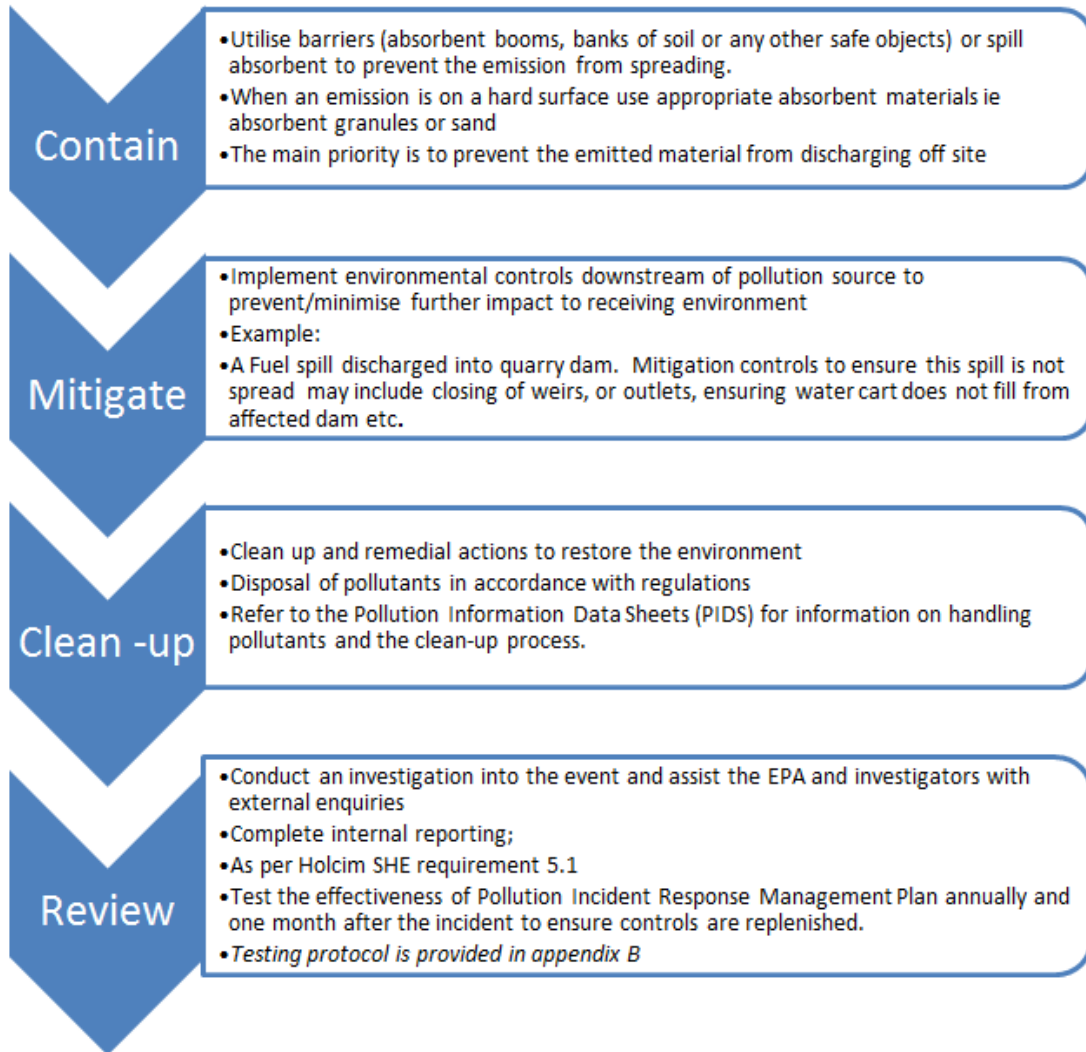 Contain
•Utilise barriers (absorbent booms, banks of soil or any other safe objects) or spill
absorbent to prevent the emission from spreading.
•When an emission is on a hard surface use appropriate absorbent materials ie
absorbent granules or sand
•The main priority is to prevent the emitted material from discharging off site
Mitigate
•Implement environmental controls downstream of pollution source to
prevent/minimise further impact to receiving environment
•Example:
•A Fuel spill discharged into quarry dam. Mitigation controls to ensure this spill is not
spread may include closing of weirs, or outlets, ensuring water cart does not fill from
affected dam etc.
Clean -up
•Clean up and remedial actions to restore the environment
•Disposal of pollutants in accordance with regulations
•Refer to the Pollution Information Data Sheets (PIDS) for information on handling
pollutants and the clean-up process.
Review
•Conduct an investigation into the event and assist the EPA and investigators with
external enquiries
•Complete internal reporting;
•As per Holcim SHE requirement 5.1
•Test the effectiveness of Pollution Incident Response Management Plan annually and
one month after the incident to ensure controls are replenished.
•Testing protocol is provided in appendix B